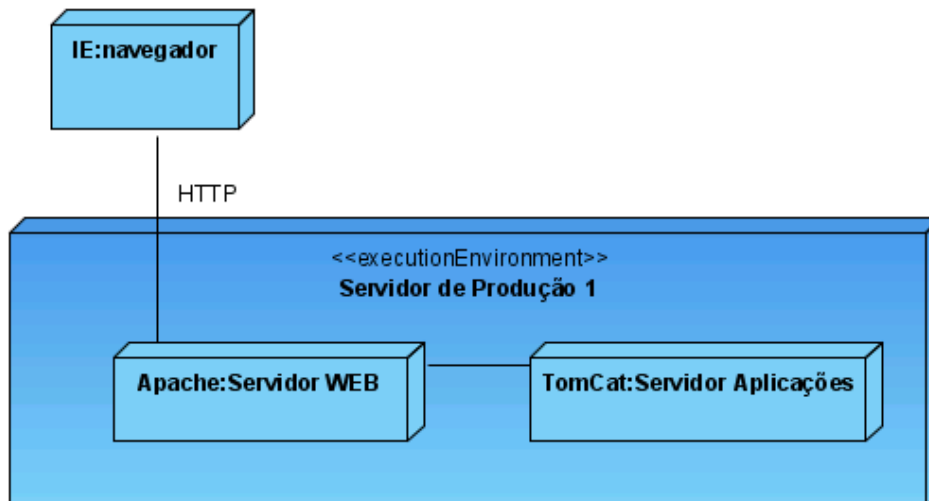 IE:navegador
HTTP
<<executionEnvironment>>
Servidor de Produção 1
Apache:Servidor WEB
TomCat:Servidor Aplicações